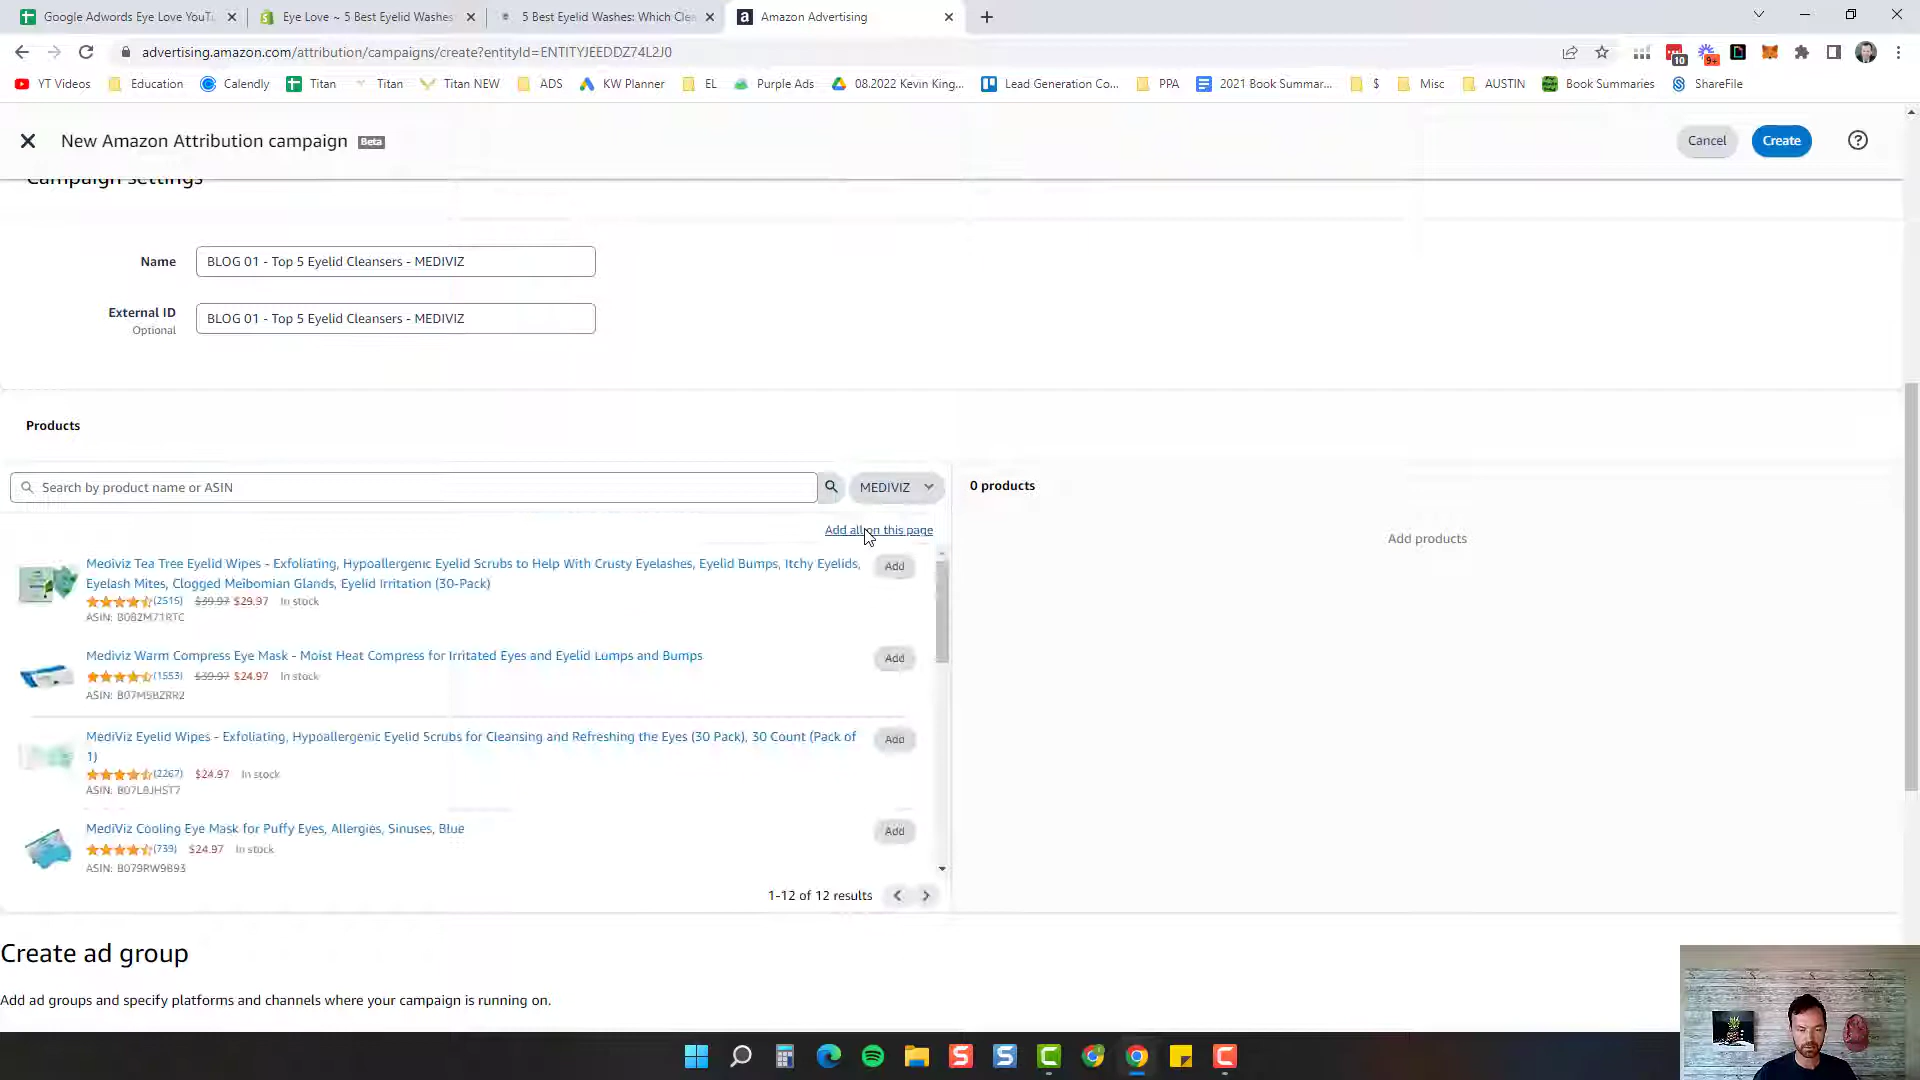 Google Adwords Eye Love YouT
Eye Love ~ 5 Best Eyelid Washes
5 Best Eyelid Washes: Which Clea
Amazon Advertising
advertising.amazon.com/attribution/campaigns/create?entityId=ENTITYJEEDDZ74L2J0
10
9+
YT Videos
Education
Calendly
Titan
Titan
Titan NEW
ADS
KW Planner
EL
Purple Ads
08.2022 Kevin King...
Lead Generation Co...
PPA
2021 Book Summar...
$
Misc
AUSTIN
Book Summaries
ShareFile
New Amazon Attribution campaign Beta
Cancel
Create
Campaign settings
Name
BLOG 01 - Top 5 Eyelid Cleansers - MEDIVIZ
External ID
Optional
BLOG 01 - Top 5 Eyelid Cleansers - MEDIVIZ
Products
Search by product name or ASIN
MEDIVIZ
0 products
Add all on this page
Add products
Mediviz Tea Tree Eyelid Wipes - Exfoliating, Hypoallergenic Eyelid Scrubs to Help With Crusty Eyelashes, Eyelid Bumps, Itchy Eyelids,
Eyelash Mites, Clogged Meibomian Glands, Eyelid Irritation (30-Pack)
Add
(2515) $39.97 $29.97 In stock
ASIN: B082M71RTC
Mediviz Warm Compress Eye Mask - Moist Heat Compress for Irritated Eyes and Eyelid Lumps and Bumps
Add
(1553) $39.97 $24.97 In stock
ASIN: B07M5BZRR2
MediViz Eyelid Wipes - Exfoliating, Hypoallergenic Eyelid Scrubs for Cleansing and Refreshing the Eyes (30 Pack), 30 Count (Pack of
1)
Add
(2267) $24.97 In stock
ASIN: B07L8JHST7
MediViz Cooling Eye Mask for Puffy Eyes, Allergies, Sinuses, Blue
Add
(739) $24.97 In stock
ASIN: B079RW9893
1-12 of 12 results
Create ad group
Add ad groups and specify platforms and channels where your campaign is running on.